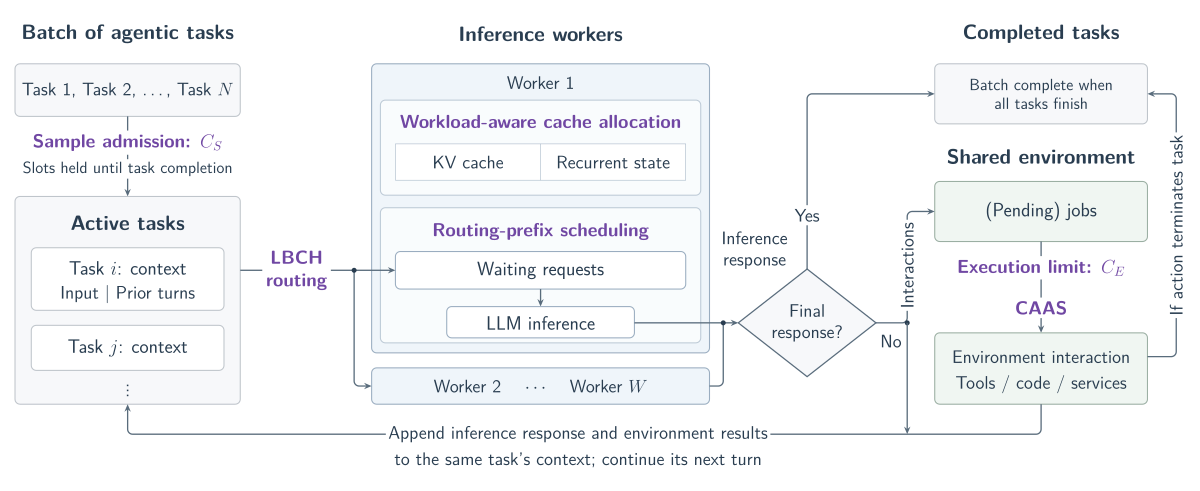 Batch of agentic tasks
Task 1, Task 2, ..., Task N
Sample admission: C_S
Slots held until task completion
Active tasks
Task i: context
Input | Prior turns
Task j: context
⋮
LBCH
routing
Inference workers
Worker 1
Workload-aware cache allocation
KV cache
Recurrent state
Routing-prefix scheduling
Waiting requests
LLM inference
Worker 2 ··· Worker W
Inference
response
Final
response?
Yes
No
Interactions
Completed tasks
Batch complete when
all tasks finish
Shared environment
(Pending) jobs
Execution limit: C_E
CAAS
Environment interaction
Tools / code / services
If action terminates task
Append inference response and environment results
to the same task's context; continue its next turn